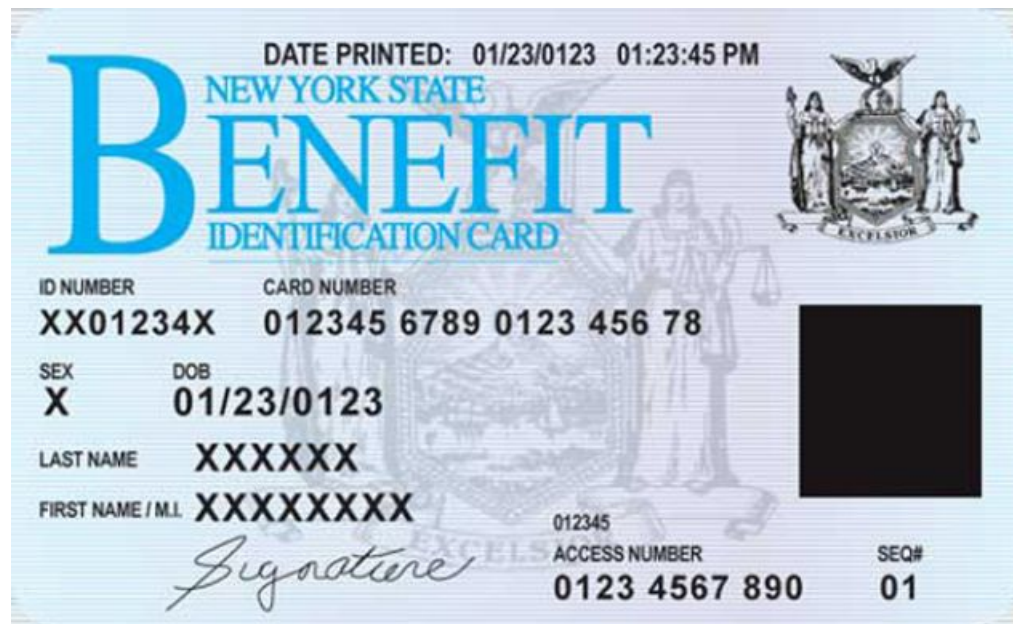 DATE PRINTED: 01/23/0123 01:23:45 PM
NEW YORK STATE
BENEFIT
IDENTIFICATION CARD
EXCELSIOR
ID NUMBER CARD NUMBER
XX01234X 012345 6789 0123 456 78
SEX DOB
X 01/23/0123
LAST NAME XXXXXX
FIRST NAME / M.I. XXXXXXXX
Signature
012345
EXCELSIOR
ACCESS NUMBER SEQ#
0123 4567 890 01